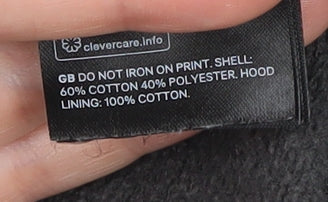 clevercare.info
GB DO NOT IRON ON PRINT. SHELL:
60% COTTON 40% POLYESTER. HOOD
LINING: 100% COTTON.